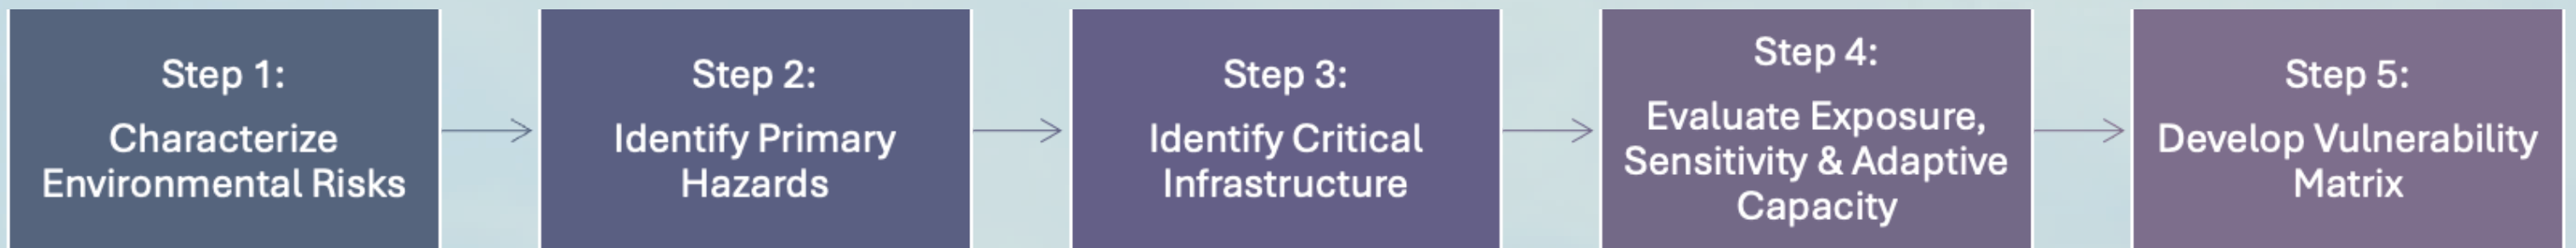 Step 1:
Characterize
Environmental Risks
Step 2:
Identify Primary
Hazards
Step 3:
Identify Critical
Infrastructure
Step 4:
Evaluate Exposure,
Sensitivity & Adaptive
Capacity
Step 5:
Develop Vulnerability
Matrix